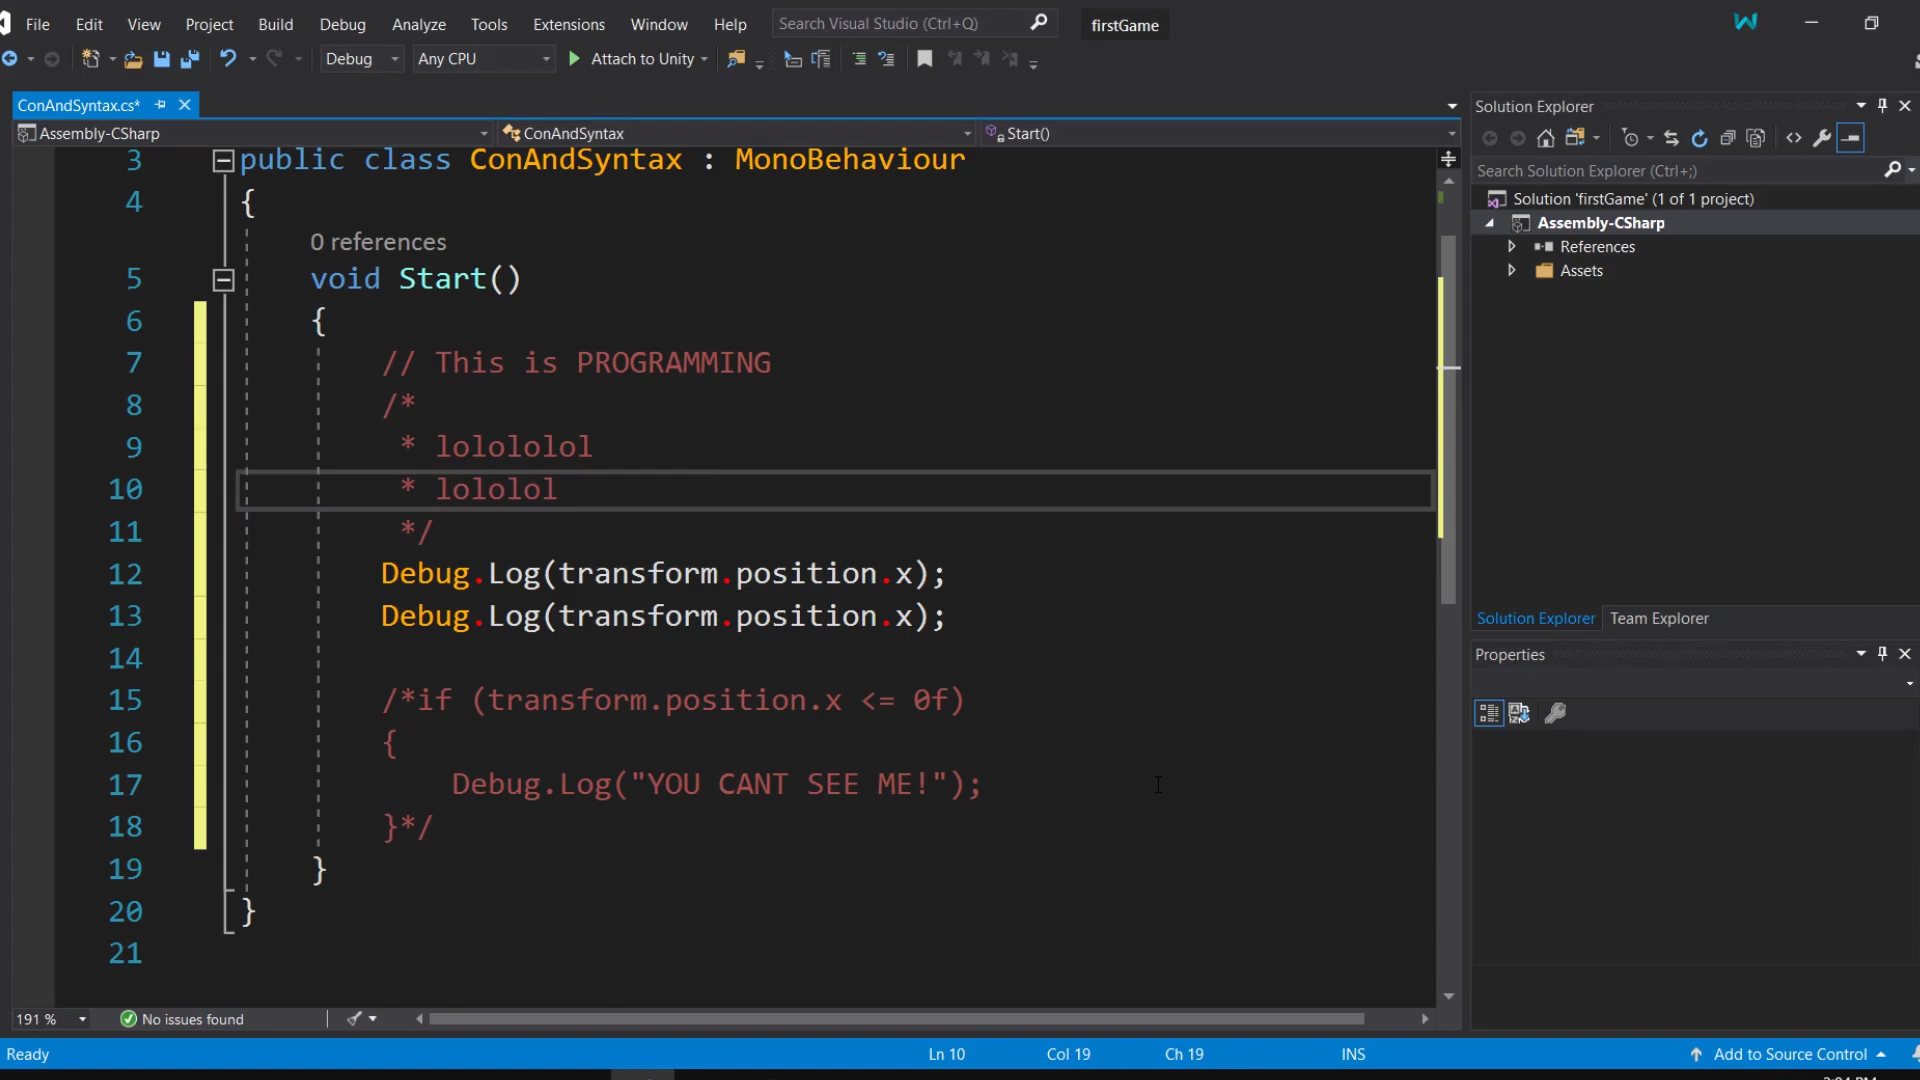 File Edit View Project Build Debug Analyze Tools Extensions Window Help Search Visual Studio (Ctrl+Q) firstGame
Debug Any CPU Attach to Unity
ConAndSyntax.cs*
Assembly-CSharp ConAndSyntax Start()
3 public class ConAndSyntax : MonoBehaviour
4 {
0 references
5 void Start()
6 {
7 // This is PROGRAMMING
8 /*
9 * lolololol
10 * lololol
11 */
12 Debug.Log(transform.position.x);
13 Debug.Log(transform.position.x);
14
15 /*if (transform.position.x <= 0f)
16 {
17 Debug.Log("YOU CANT SEE ME!");
18 }*/
19 }
20 }
21
191 % No issues found
Ready Ln 10 Col 19 Ch 19 INS Add to Source Control
Solution Explorer
Search Solution Explorer (Ctrl+;)
Solution 'firstGame' (1 of 1 project)
Assembly-CSharp
References
Assets
Solution Explorer Team Explorer
Properties